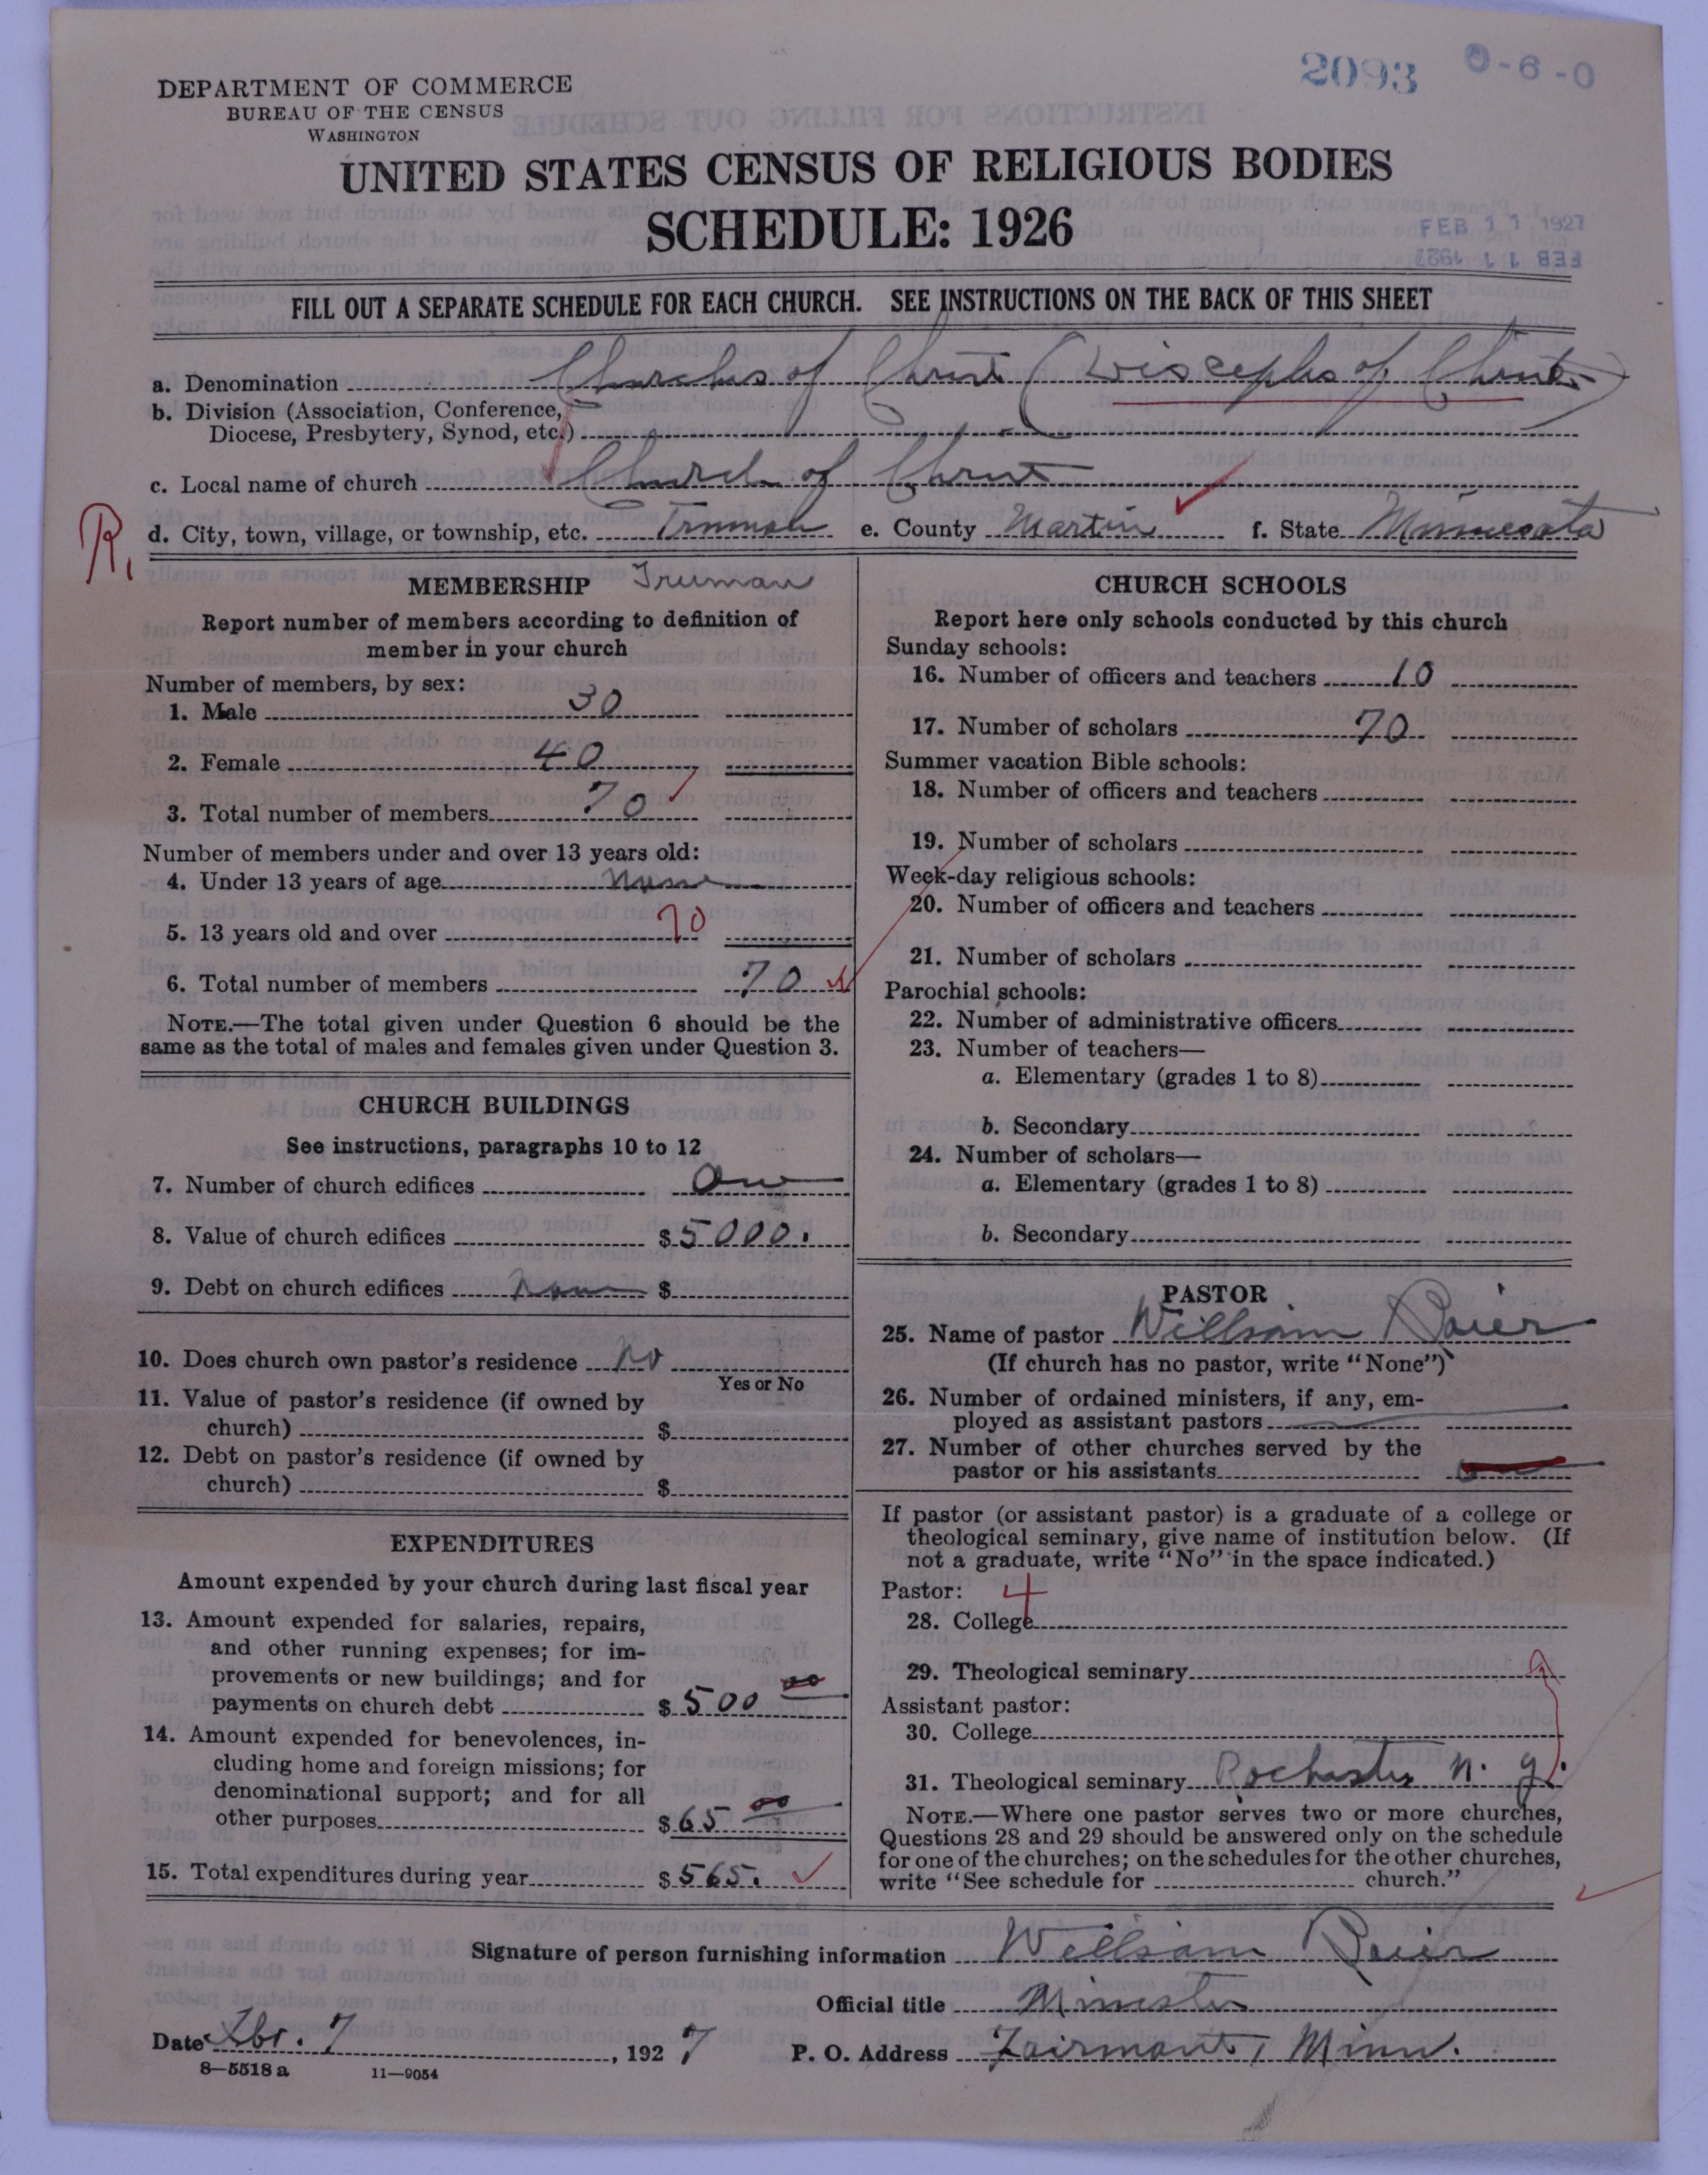 2093 0-6-0
DEPARTMENT OF COMMERCE
BUREAU OF THE CENSUS
WASHINGTON
UNITED STATES CENSUS OF RELIGIOUS BODIES
SCHEDULE: 1926
FEB 11 1927
FEB 11 1927
FILL OUT A SEPARATE SCHEDULE FOR EACH CHURCH. SEE INSTRUCTIONS ON THE BACK OF THIS SHEET
a. Denomination Churches of Christ (Disciples of Christ)
b. Division (Association, Conference,
Diocese, Presbytery, Synod, etc.)
c. Local name of church Church of Christ
R.
d. City, town, village, or township, etc. Truman e. County Martin f. State Minnesota
MEMBERSHIP Truman
Report number of members according to definition of
member in your church
Number of members, by sex:
1. Male 30
2. Female 40
3. Total number of members 70
Number of members under and over 13 years old:
4. Under 13 years of age None
5. 13 years old and over 70
6. Total number of members 70
NOTE.—The total given under Question 6 should be the
same as the total of males and females given under Question 3.
CHURCH BUILDINGS
See instructions, paragraphs 10 to 12
7. Number of church edifices One
8. Value of church edifices $5000.
9. Debt on church edifices None $
10. Does church own pastor's residence No
Yes or No
11. Value of pastor's residence (if owned by
church) $
12. Debt on pastor's residence (if owned by
church) $
EXPENDITURES
Amount expended by your church during last fiscal year
13. Amount expended for salaries, repairs,
and other running expenses; for im-
provements or new buildings; and for
payments on church debt $500 00
14. Amount expended for benevolences, in-
cluding home and foreign missions; for
denominational support; and for all
other purposes $65 00
15. Total expenditures during year $565.
CHURCH SCHOOLS
Report here only schools conducted by this church
Sunday schools:
16. Number of officers and teachers 10
17. Number of scholars 70
Summer vacation Bible schools:
18. Number of officers and teachers
19. Number of scholars
Week-day religious schools:
20. Number of officers and teachers
21. Number of scholars
Parochial schools:
22. Number of administrative officers
23. Number of teachers—
a. Elementary (grades 1 to 8)
b. Secondary
24. Number of scholars—
a. Elementary (grades 1 to 8)
b. Secondary
PASTOR
25. Name of pastor William Baier
(If church has no pastor, write "None")
26. Number of ordained ministers, if any, em-
ployed as assistant pastors
27. Number of other churches served by the
pastor or his assistants
If pastor (or assistant pastor) is a graduate of a college or
theological seminary, give name of institution below. (If
not a graduate, write "No" in the space indicated.)
Pastor: 4
28. College
29. Theological seminary
Assistant pastor:
30. College
31. Theological seminary Rochester N. Y.
NOTE.—Where one pastor serves two or more churches,
Questions 28 and 29 should be answered only on the schedule
for one of the churches; on the schedules for the other churches,
write "See schedule for church."
Signature of person furnishing information William Baier
Official title Minister
Date Fbr. 7, 1927 P. O. Address Fairmont, Minn.
8—5518 a 11—9054